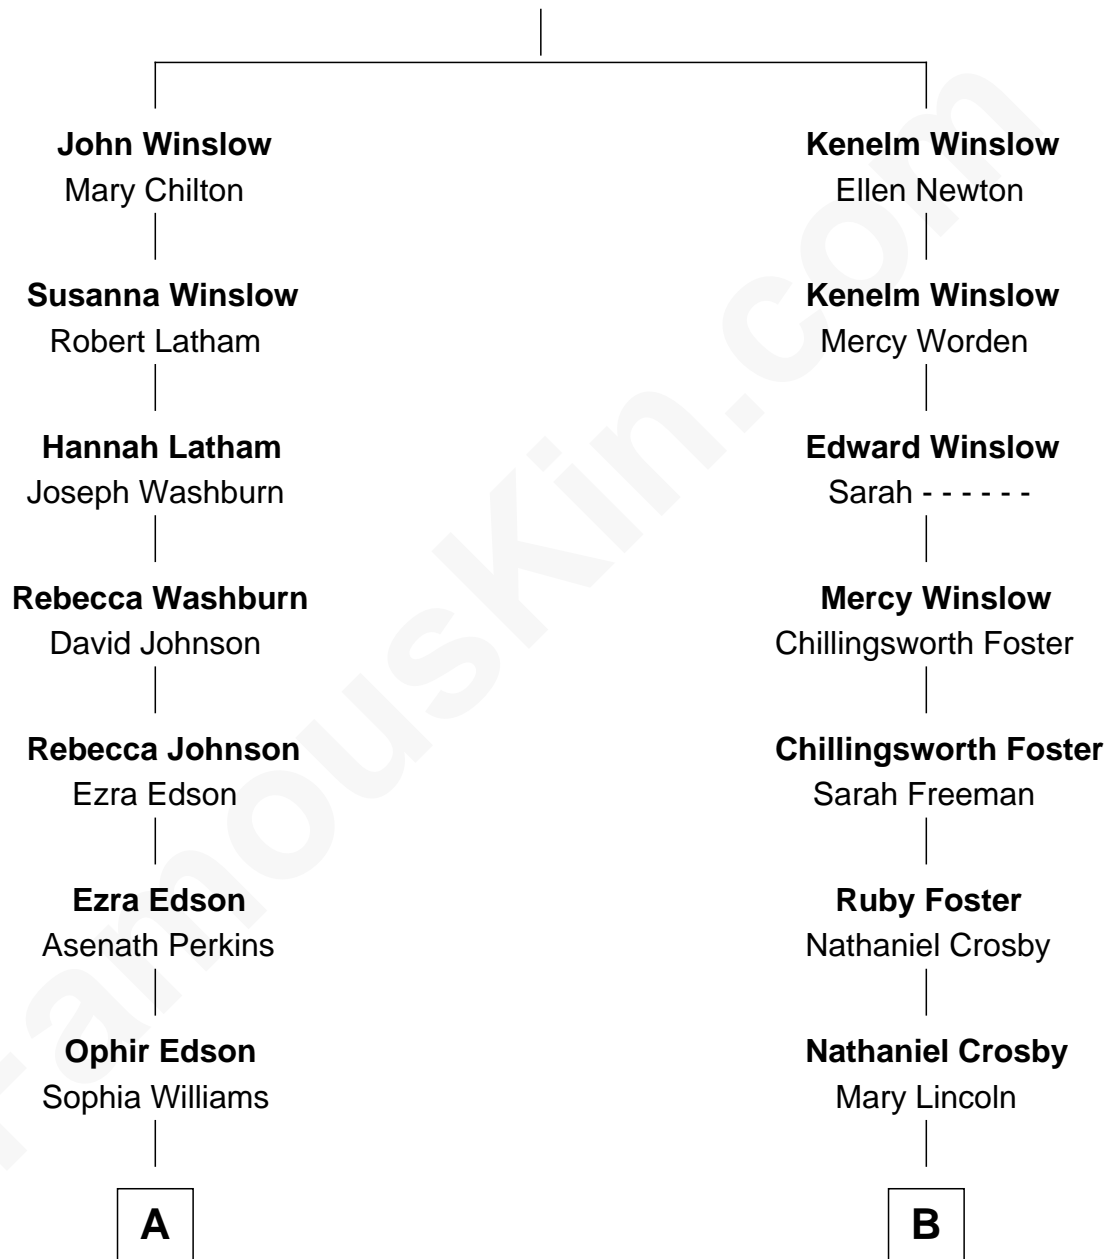 John Winslow
Mary Chilton
Susanna Winslow
Robert Latham
Hannah Latham
Joseph Washburn
Rebecca Washburn
David Johnson
Rebecca Johnson
Ezra Edson
Ezra Edson
Asenath Perkins
Ophir Edson
Sophia Williams
A
Kenelm Winslow
Ellen Newton
Kenelm Winslow
Mercy Worden
Edward Winslow
Sarah - - - - - -
Mercy Winslow
Chillingsworth Foster
Chillingsworth Foster
Sarah Freeman
Ruby Foster
Nathaniel Crosby
Nathaniel Crosby
Mary Lincoln
B
FamousKin.com